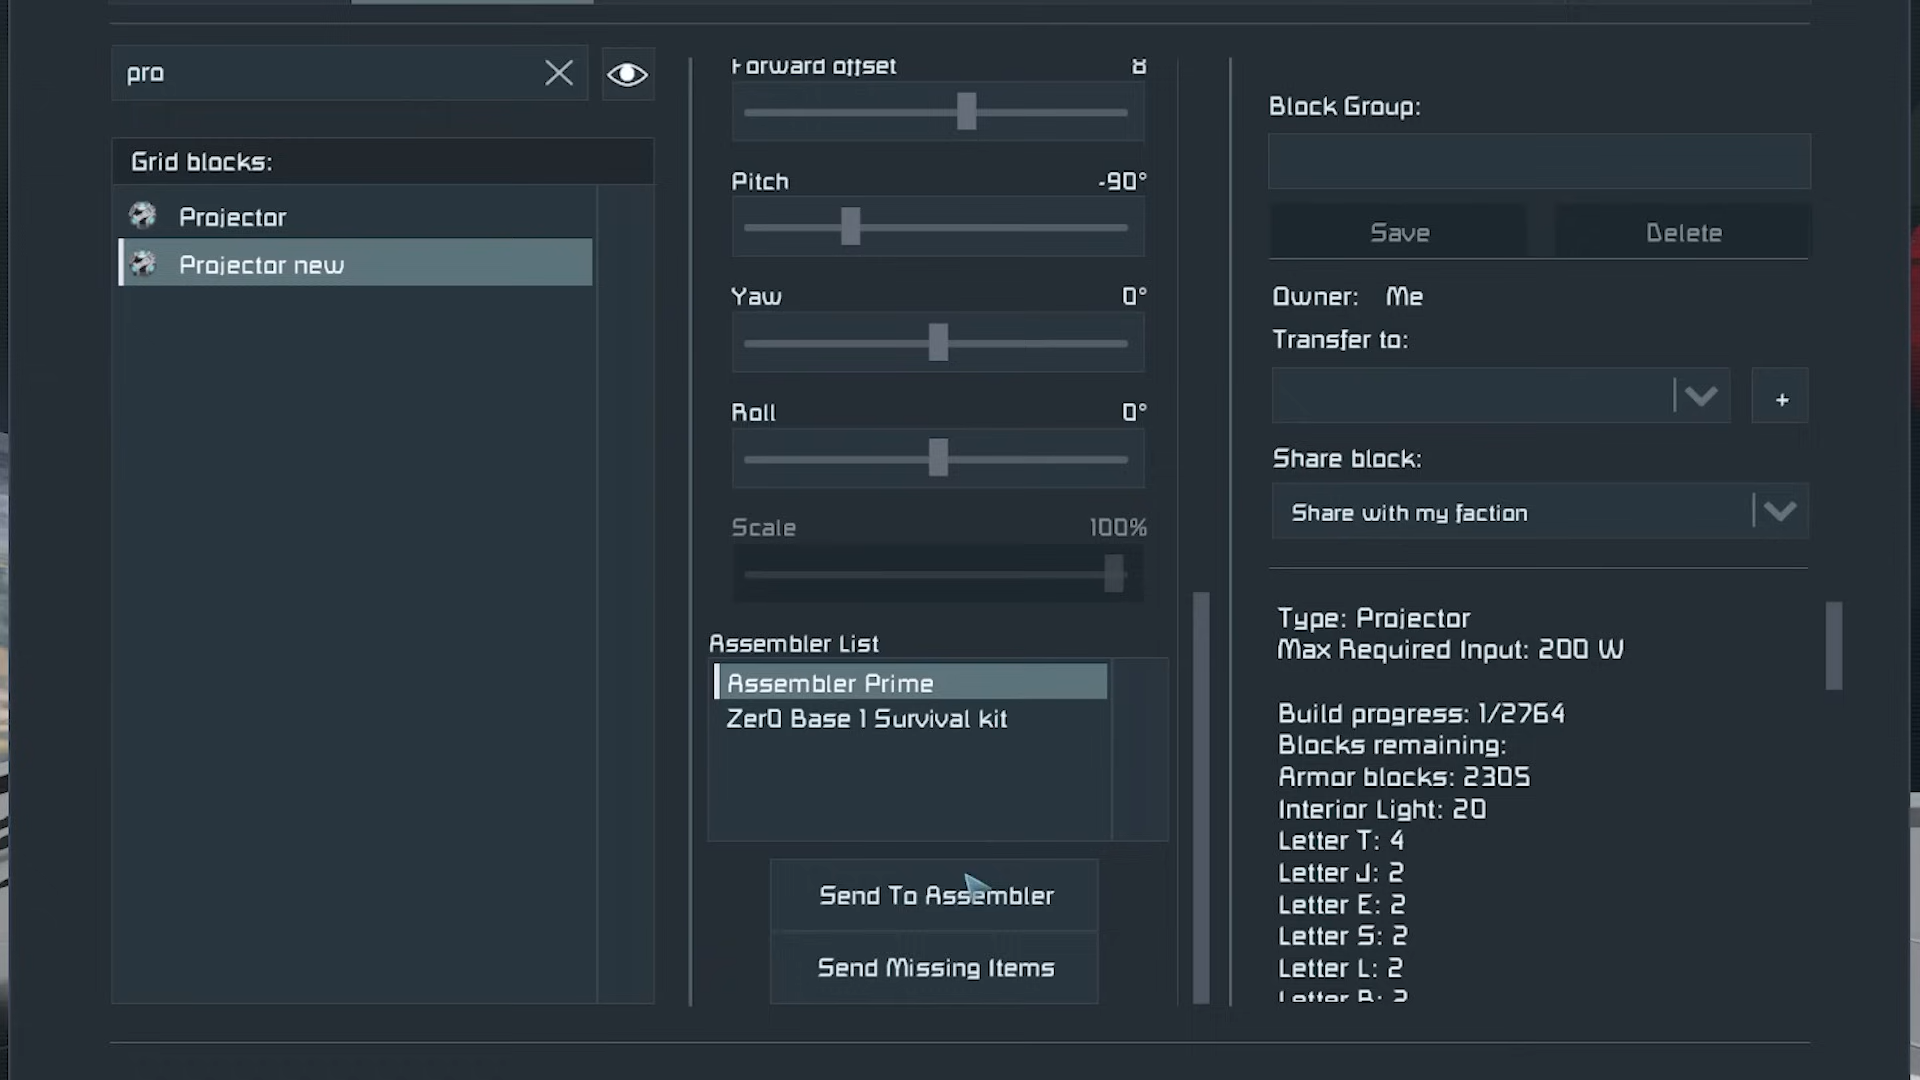 pro
Grid blocks:
Projector
Projector new
Forward offset 8
Pitch -90°
Yaw 0°
Roll 0°
Scale 100%
Assembler List
Assembler Prime
Zer0 Base 1 Survival kit
Send To Assembler
Send Missing Items
Block Group:
Save Delete
Owner: Me
Transfer to:
+
Share block:
Share with my faction
Type: Projector
Max Required Input: 200 W
Build progress: 1/2764
Blocks remaining:
Armor blocks: 2305
Interior Light: 20
Letter T: 4
Letter J: 2
Letter E: 2
Letter S: 2
Letter L: 2